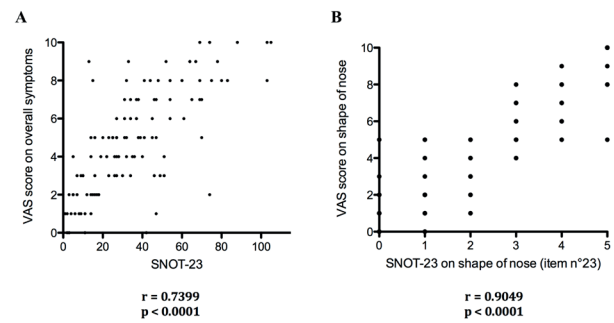 A
B
VAS score on overall symptoms
10
8
6
4
2
0
0 20 40 60 80 100
SNOT-23
r = 0.7399
p < 0.0001
VAS score on shape of nose
10
8
6
4
2
0
0 1 2 3 4 5
SNOT-23 on shape of nose (item n°23)
r = 0.9049
p < 0.0001